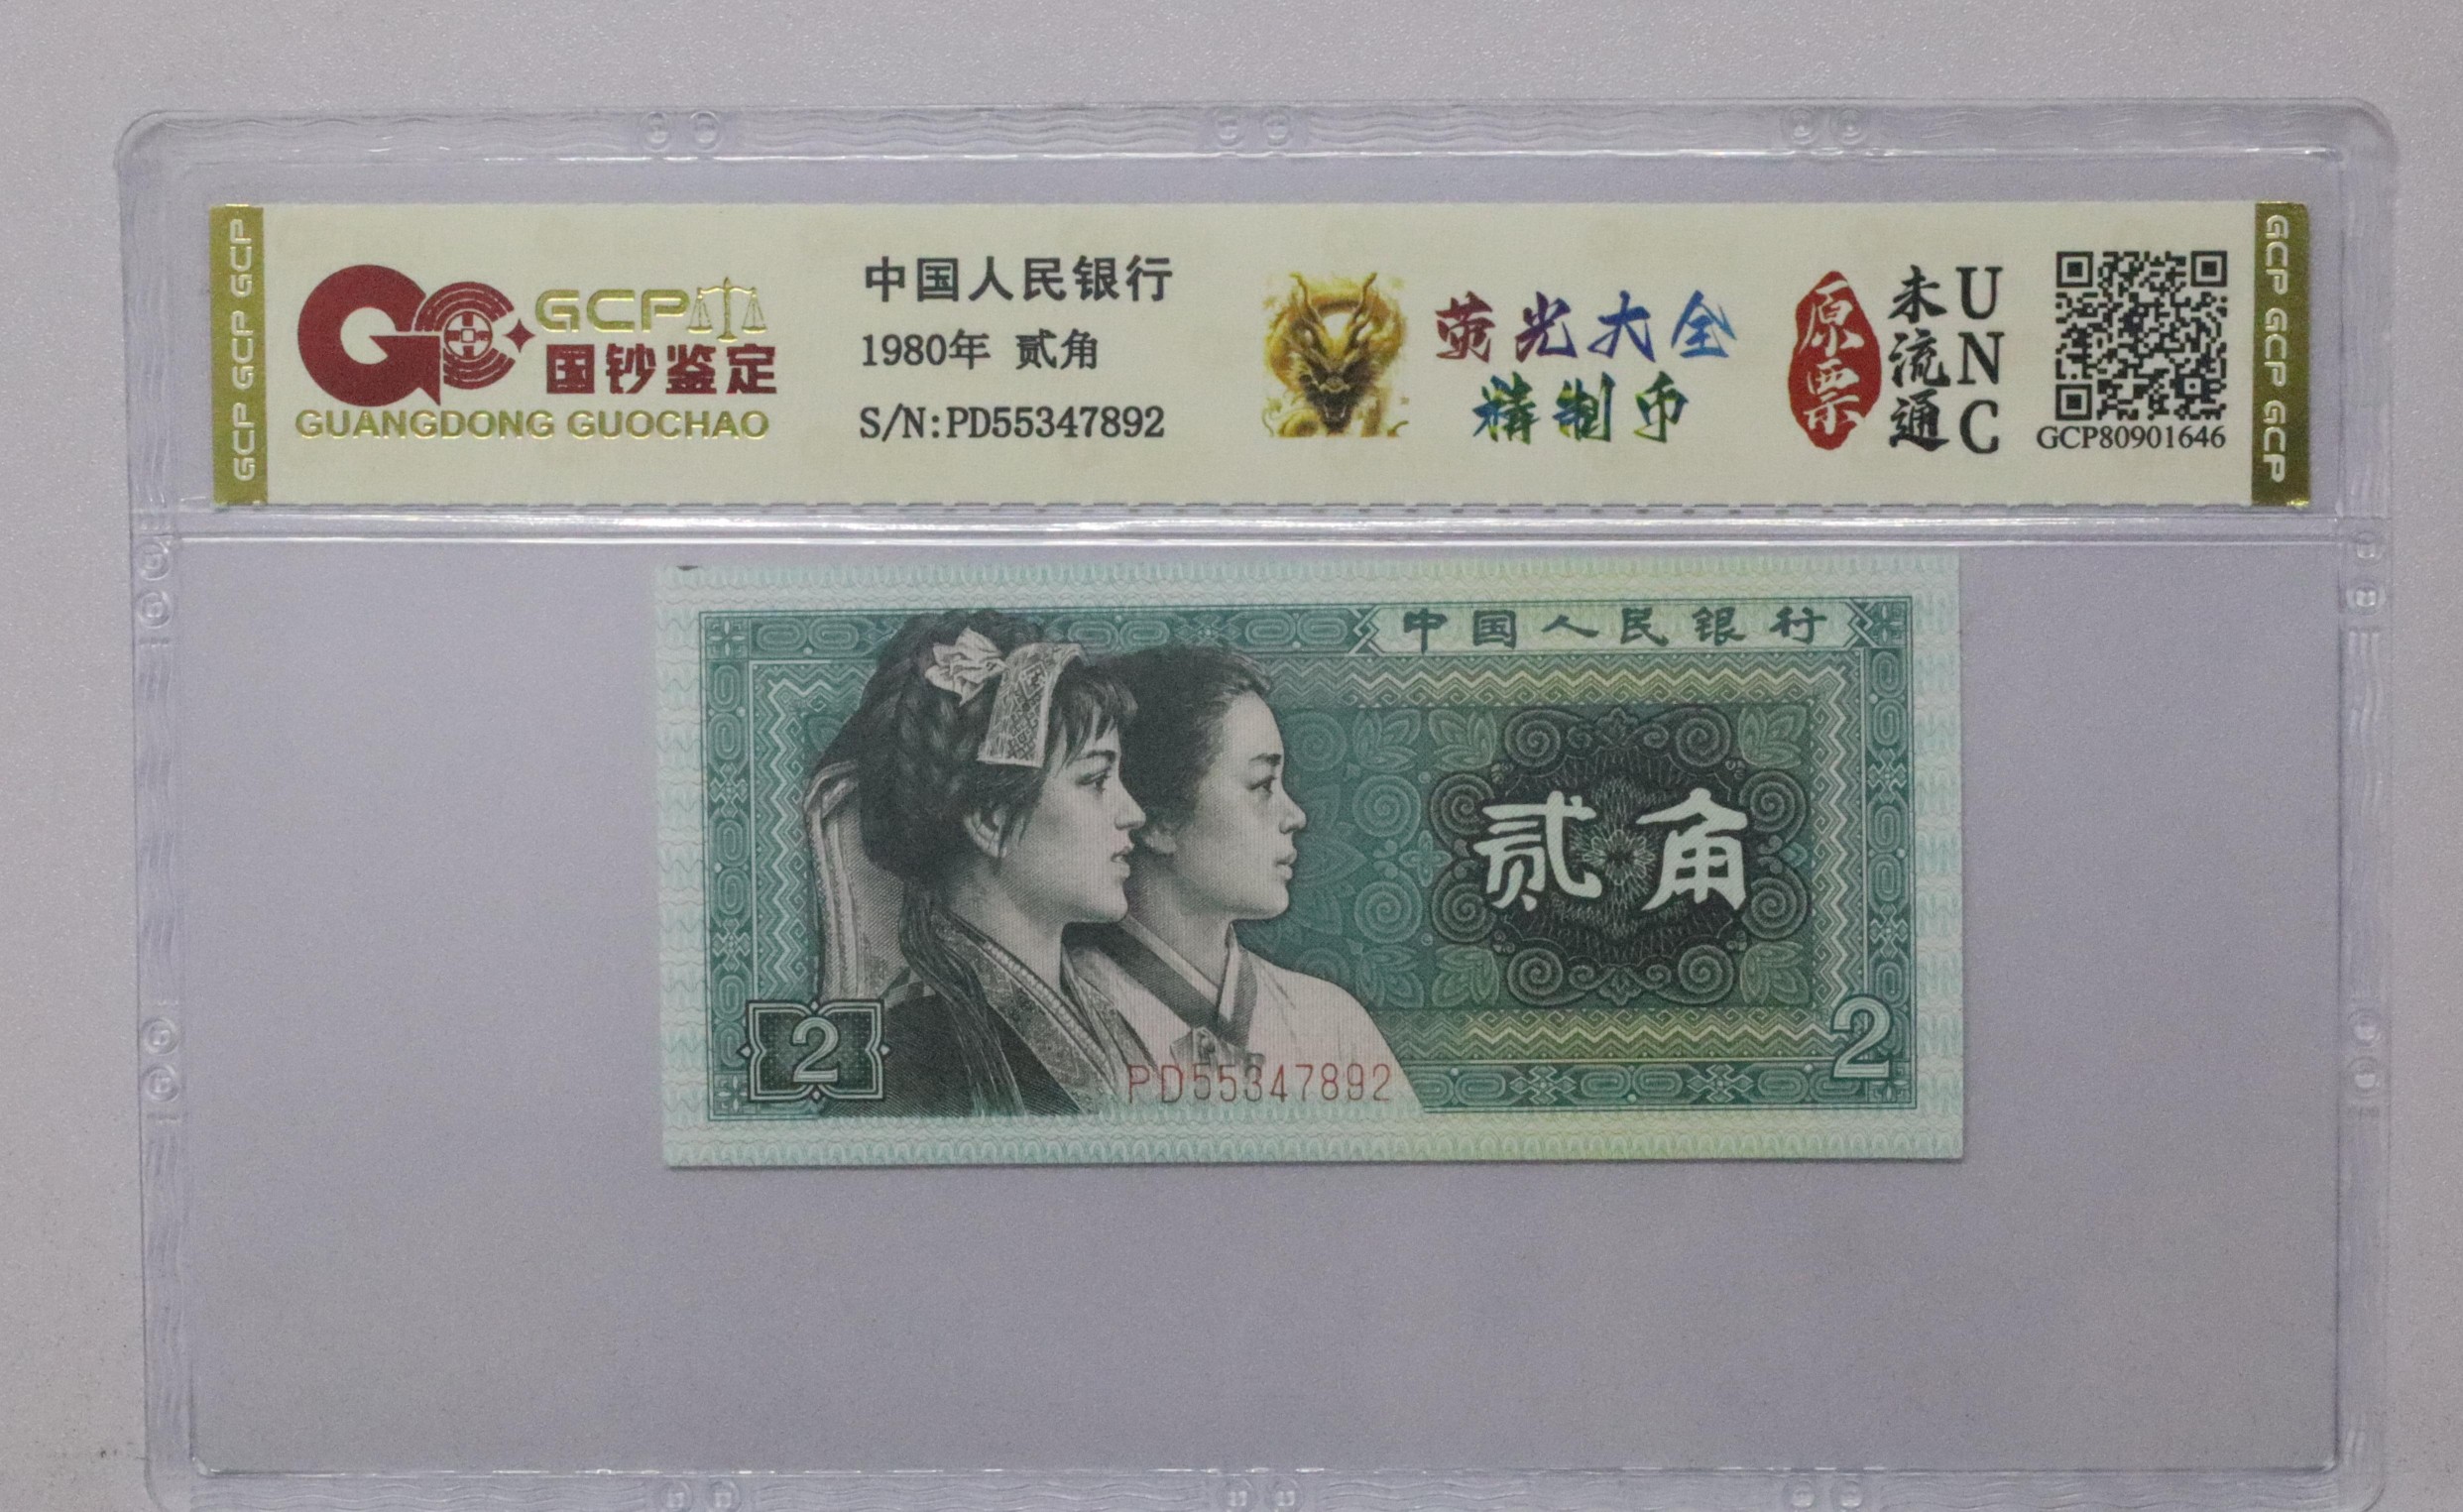 GCP GCP GCP
GCP
国钞鉴定
GUANGDONG GUOCHAO
中国人民银行
1980年 贰角
S/N:PD55347892
荧光大全
精制币
原票
未流通
UNC
GCP80901646
GCP GCP GCP
中国人民银行
贰角
2
2
PD55347892